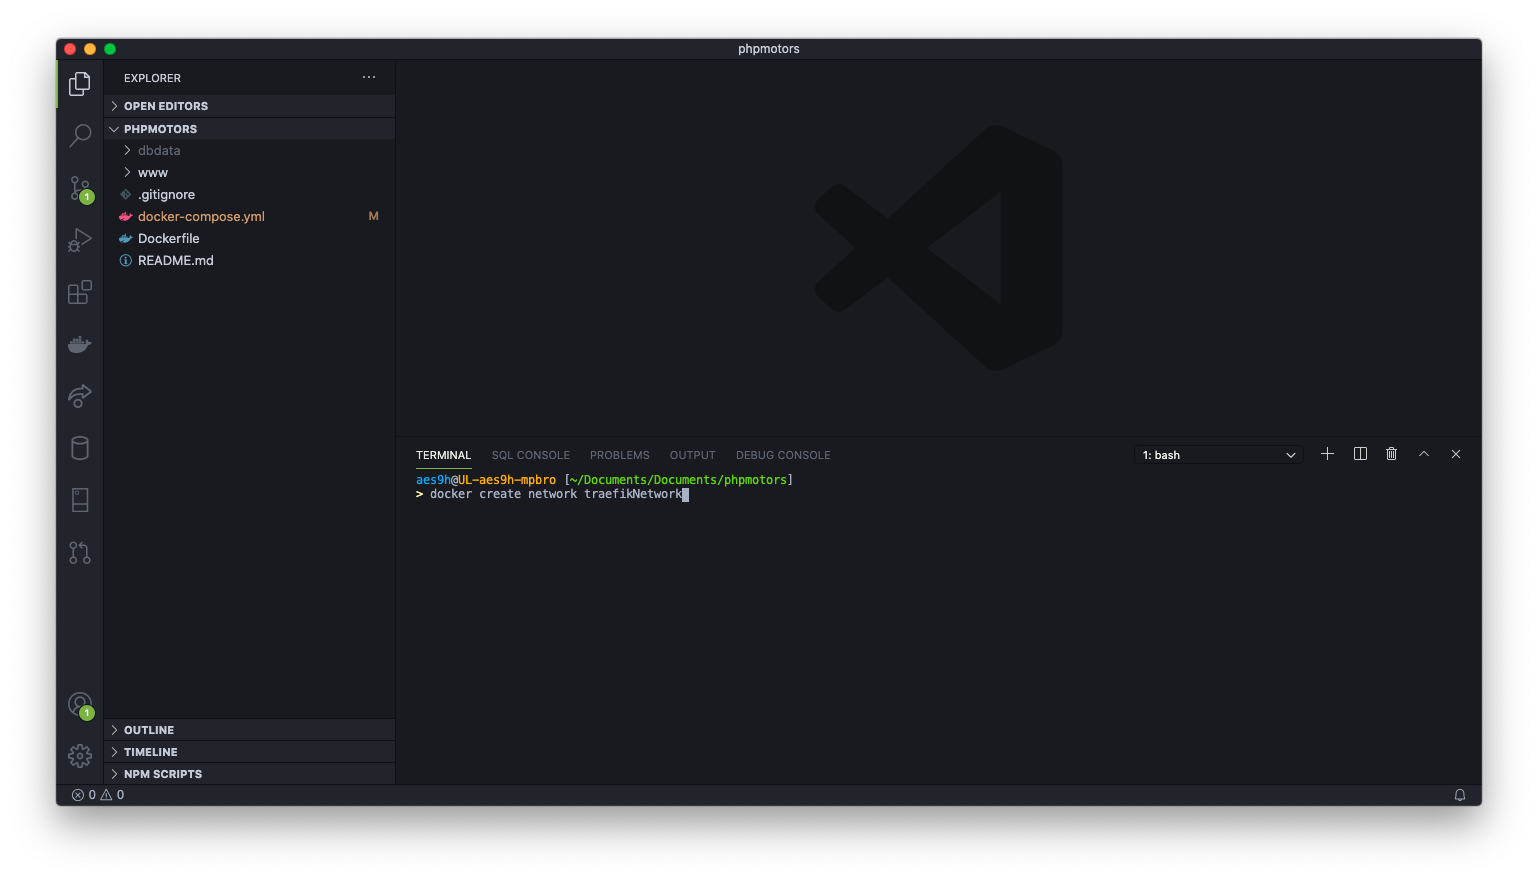 phpmotors
EXPLORER
OPEN EDITORS
PHPMOTORS
dbdata
www
.gitignore
docker-compose.yml M
Dockerfile
README.md
OUTLINE
TIMELINE
NPM SCRIPTS
1
1
TERMINAL SQL CONSOLE PROBLEMS OUTPUT DEBUG CONSOLE 1: bash
aes9h@UL-aes9h-mpbro [~/Documents/Documents/phpmotors]
> docker create network traefikNetwork
0 0